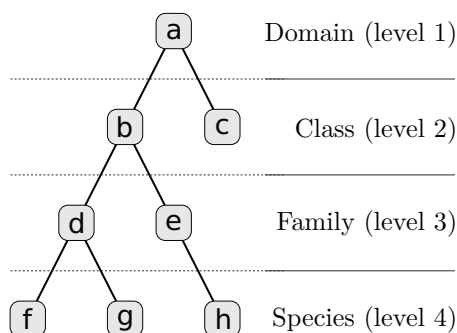 a Domain (level 1)
b c Class (level 2)
d e Family (level 3)
f g h Species (level 4)